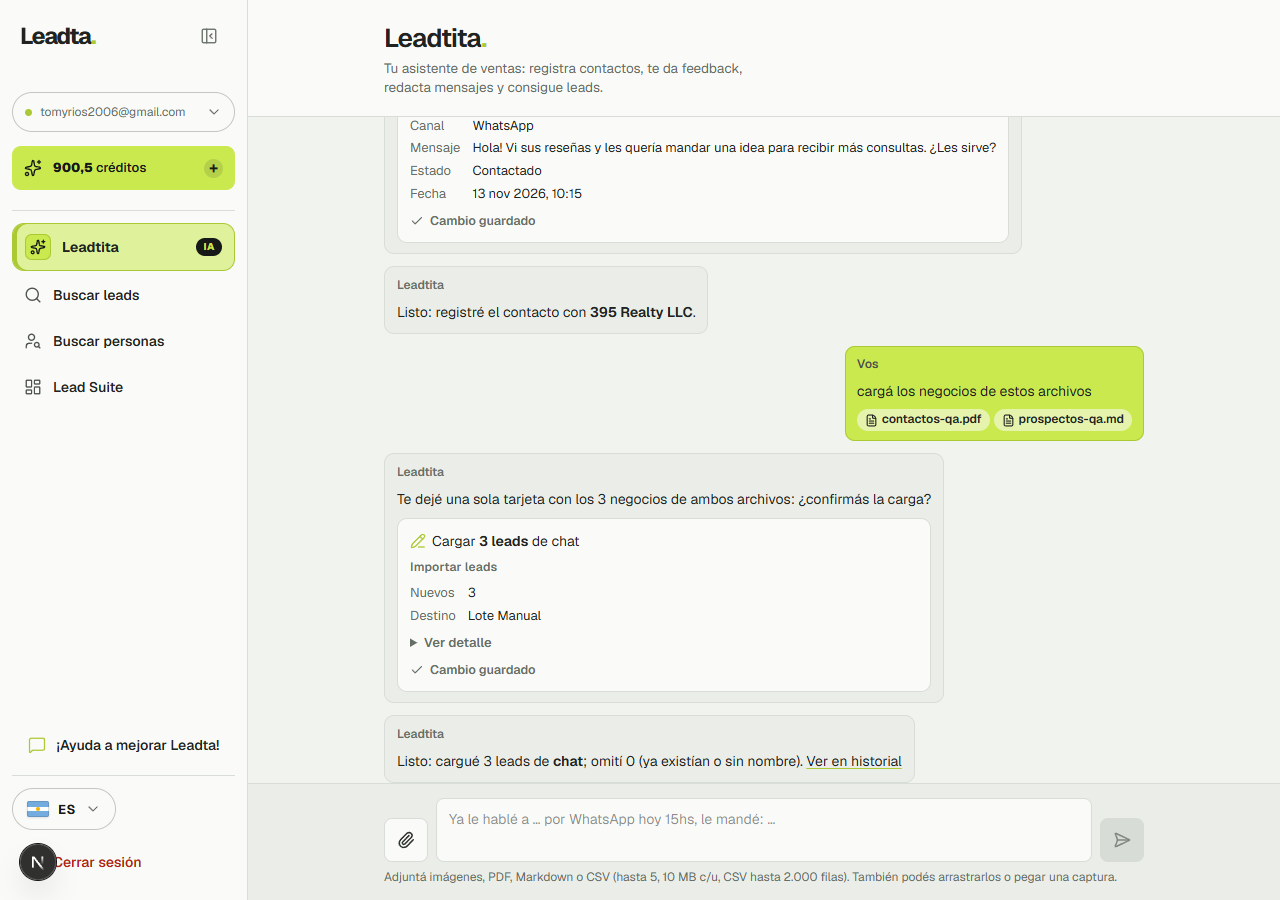 Leadta.
tomyrios2006@gmail.com
900,5 créditos
Leadtita IA
Buscar leads
Buscar personas
Lead Suite
¡Ayuda a mejorar Leadta!
ES
N
Cerrar sesión
Leadtita.
Tu asistente de ventas: registra contactos, te da feedback,
redacta mensajes y consigue leads.
Canal WhatsApp
Mensaje Hola! Vi sus reseñas y les quería mandar una idea para recibir más consultas. ¿Les sirve?
Estado Contactado
Fecha 13 nov 2026, 10:15
Cambio guardado
Leadtita
Listo: registré el contacto con 395 Realty LLC.
Vos
cargá los negocios de estos archivos
contactos-qa.pdf prospectos-qa.md
Leadtita
Te dejé una sola tarjeta con los 3 negocios de ambos archivos: ¿confirmás la carga?
Cargar 3 leads de chat
Importar leads
Nuevos 3
Destino Lote Manual
Ver detalle
Cambio guardado
Leadtita
Listo: cargué 3 leads de chat; omití 0 (ya existían o sin nombre). Ver en historial
Ya le hablé a ... por WhatsApp hoy 15hs, le mandé: ...
Adjuntá imágenes, PDF, Markdown o CSV (hasta 5, 10 MB c/u, CSV hasta 2.000 filas). También podés arrastrarlos o pegar una captura.